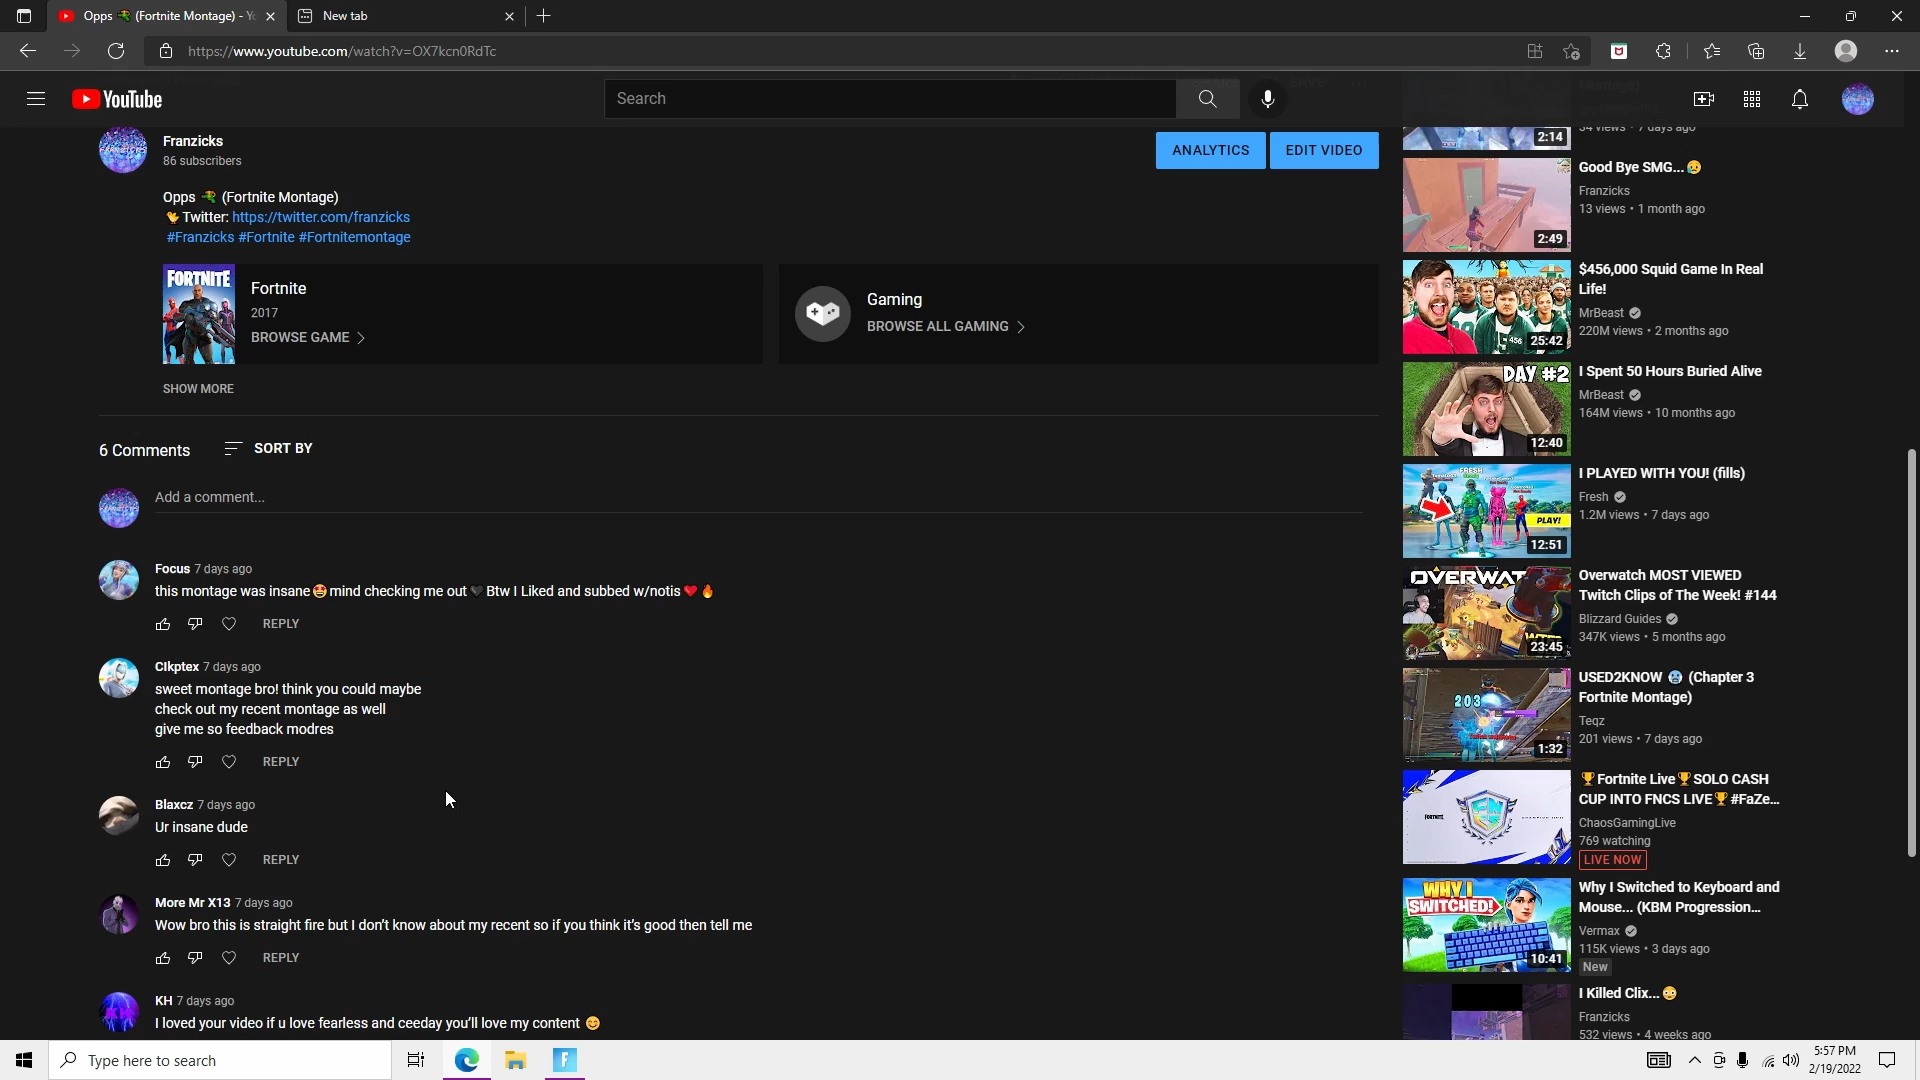 Opps (Fortnite Montage) - Yo
New tab
https://www.youtube.com/watch?v=OX7kcn0RdTc
YouTube
Search
Franzicks
86 subscribers
ANALYTICS
EDIT VIDEO
Opps 🔫 (Fortnite Montage)
🐤 Twitter: https://twitter.com/franzicks
#Franzicks #Fortnite #Fortnitemontage
FORTNITE
Fortnite
2017
BROWSE GAME
Gaming
BROWSE ALL GAMING
SHOW MORE
6 Comments
SORT BY
Add a comment...
Focus 7 days ago
this montage was insane🤩mind checking me out🖤 Btw I Liked and subbed w/notis❤️🔥
REPLY
Clkptex 7 days ago
sweet montage bro! think you could maybe
check out my recent montage as well
give me so feedback modres
REPLY
Blaxcz 7 days ago
Ur insane dude
REPLY
More Mr X13 7 days ago
Wow bro this is straight fire but I don't know about my recent so if you think it's good then tell me
REPLY
KH 7 days ago
I loved your video if u love fearless and ceeday you'll love my content 😊
2:14
34 views • 7 days ago
2:49
Good Bye SMG...😥
Franzicks
13 views • 1 month ago
456
25:42
$456,000 Squid Game In Real
Life!
MrBeast
220M views • 2 months ago
DAY #2
12:40
I Spent 50 Hours Buried Alive
MrBeast
164M views • 10 months ago
FRESH
PLAY!
12:51
I PLAYED WITH YOU! (fills)
Fresh
1.2M views • 7 days ago
OVERWAT
23:45
Overwatch MOST VIEWED
Twitch Clips of The Week! #144
Blizzard Guides
347K views • 5 months ago
203
1:32
USED2KNOW 🥶 (Chapter 3
Fortnite Montage)
Teqz
201 views • 7 days ago
FORTNITE
🏆Fortnite Live🏆SOLO CASH
CUP INTO FNCS LIVE🏆#FaZe...
ChaosGamingLive
769 watching
LIVE NOW
WHY I
SWITCHED!
10:41
Why I Switched to Keyboard and
Mouse... (KBM Progression...
Vermax
115K views • 3 days ago
New
I Killed Clix...😳
Franzicks
532 views • 4 weeks ago
Type here to search
5:57 PM
2/19/2022